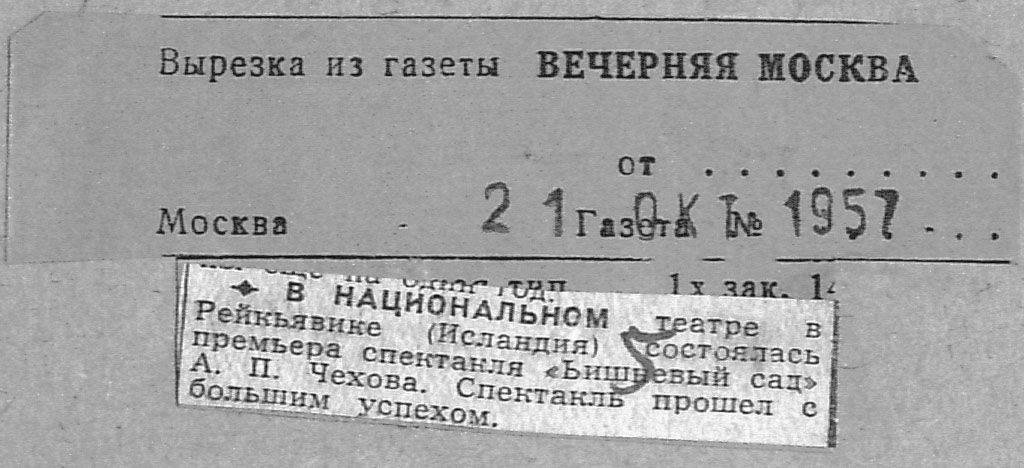 Вырезка из газеты ВЕЧЕРНЯЯ МОСКВА
от . . . . . . . . .
Москва - 21 ОКТ 1957 . . .
Газета №
1х зак. 14
✦ В НАЦИОНАЛЬНОМ театре в
Рейкьявике (Исландия) состоялась
премьера спектакля «Вишневый сад»
А. П. Чехова. Спектакль прошел с
большим успехом.
5